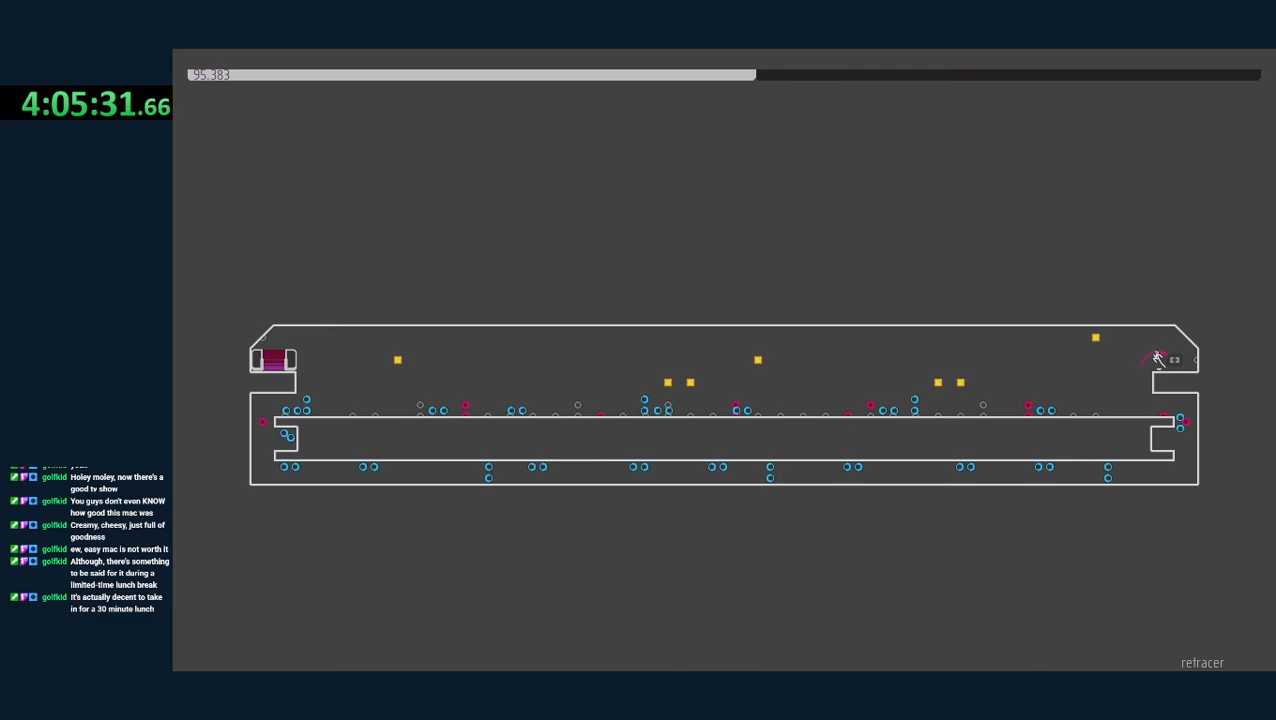 95.383
4:05:31.66
golfkid Holey moley, now there's a
good tv show
golfkid You guys don't even KNOW
how good this mac was
golfkid Creamy, cheesy, just full of
goodness
golfkid ew, easy mac is not worth it
golfkid Although, there's something
to be said for it during a
limited-time lunch break
golfkid It's actually decent to take
in for a 30 minute lunch
refracer